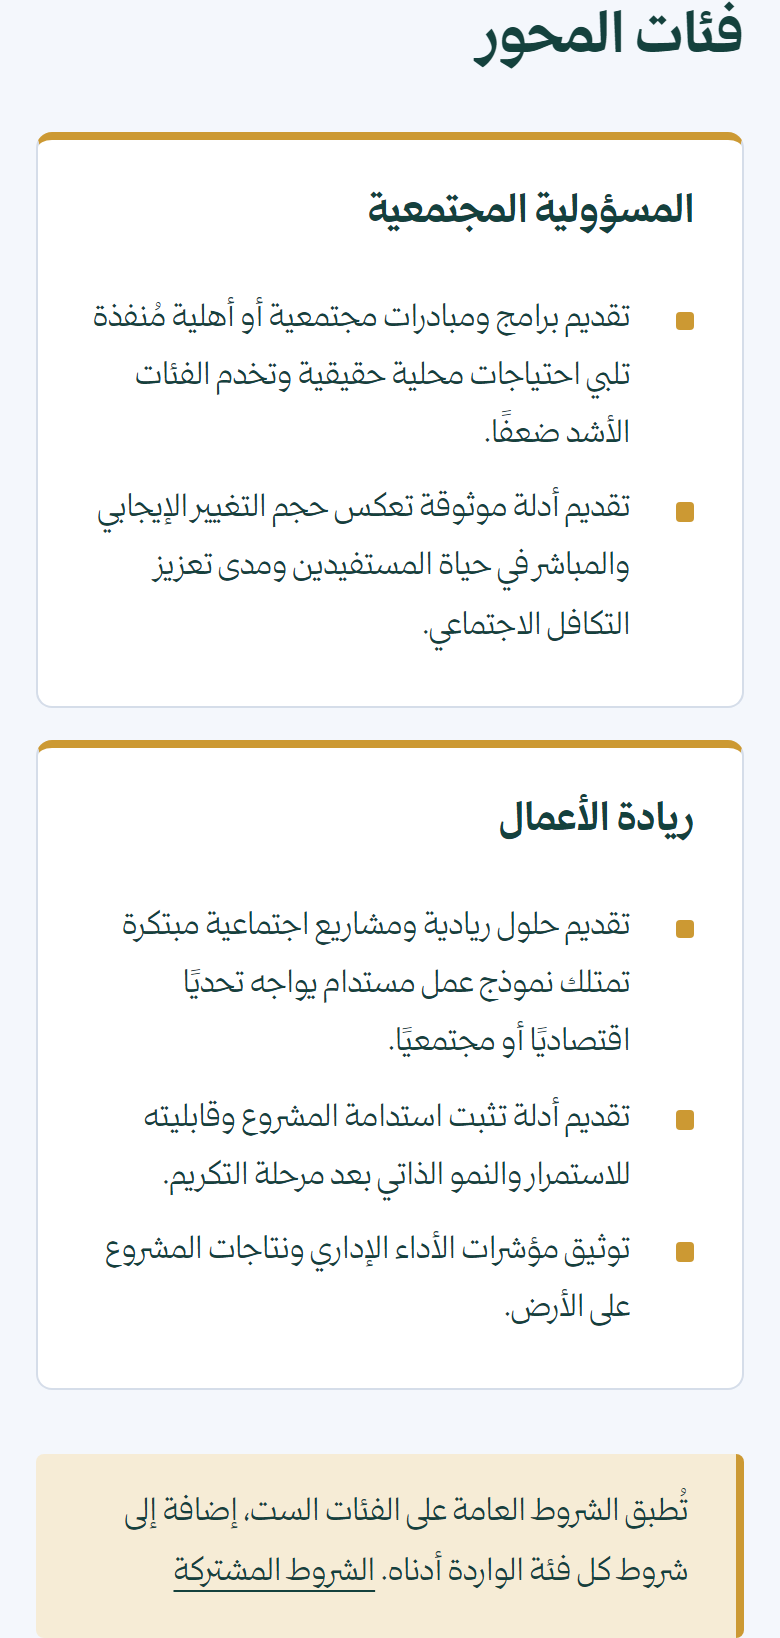 فئات المحور
المسؤولية المجتمعية
تقديم برامج ومبادرات مجتمعية أو أهلية مُنفذة
تلبي احتياجات محلية حقيقية وتخدم الفئات
الأشد ضعفًا.
تقديم أدلة موثوقة تعكس حجم التغيير الإيجابي
والمباشر في حياة المستفيدين ومدى تعزيز
التكافل الاجتماعي.
ريادة الأعمال
تقديم حلول ريادية ومشاريع اجتماعية مبتكرة
تمتلك نموذج عمل مستدام يواجه تحديًا
اقتصاديًا أو مجتمعيًا.
تقديم أدلة تثبت استدامة المشروع وقابليته
للاستمرار والنمو الذاتي بعد مرحلة التكريم.
توثيق مؤشرات الأداء الإداري ونتاجات المشروع
على الأرض.
تُطبق الشروط العامة على الفئات الست، إضافة إلى
شروط كل فئة الواردة أدناه. الشروط المشتركة